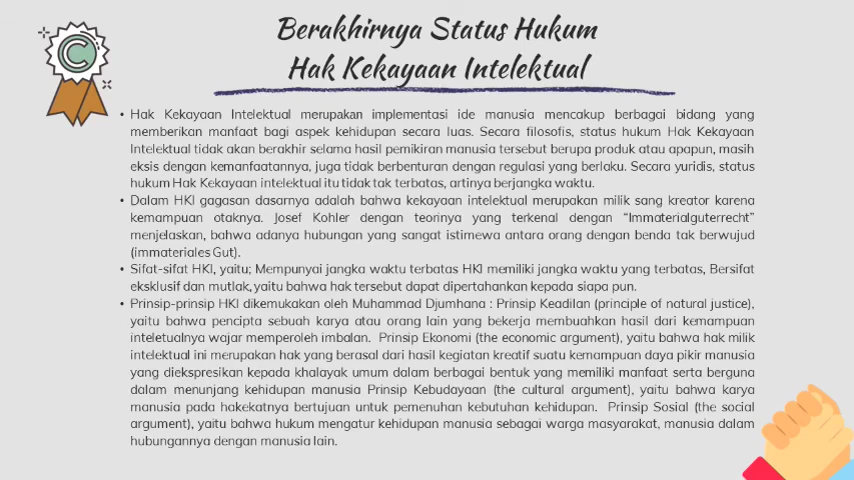 Berakhirnya Status Hukum
Hak Kekayaan Intelektual
• Hak Kekayaan Intelektual merupakan implementasi ide manusia mencakup berbagai bidang yang
memberikan manfaat bagi aspek kehidupan secara luas. Secara filosofis, status hukum Hak Kekayaan
Intelektual tidak akan berakhir selama hasil pemikiran manusia tersebut berupa produk atau apapun, masih
eksis dengan kemanfaatannya, juga tidak berbenturan dengan regulasi yang berlaku. Secara yuridis, status
hukum Hak Kekayaan intelektual itu tidak tak terbatas, artinya berjangka waktu.
• Dalam HKI gagasan dasarnya adalah bahwa kekayaan intelektual merupakan milik sang kreator karena
kemampuan otaknya. Josef Kohler dengan teorinya yang terkenal dengan “Immaterialguterrecht”
menjelaskan, bahwa adanya hubungan yang sangat istimewa antara orang dengan benda tak berwujud
(immateriales Gut).
• Sifat-sifat HKI, yaitu; Mempunyai jangka waktu terbatas HKI memiliki jangka waktu yang terbatas, Bersifat
eksklusif dan mutlak, yaitu bahwa hak tersebut dapat dipertahankan kepada siapa pun.
• Prinsip-prinsip HKI dikemukakan oleh Muhammad Djumhana : Prinsip Keadilan (principle of natural justice),
yaitu bahwa pencipta sebuah karya atau orang lain yang bekerja membuahkan hasil dari kemampuan
inteletualnya wajar memperoleh imbalan. Prinsip Ekonomi (the economic argument), yaitu bahwa hak milik
intelektual ini merupakan hak yang berasal dari hasil kegiatan kreatif suatu kemampuan daya pikir manusia
yang diekspresikan kepada khalayak umum dalam berbagai bentuk yang memiliki manfaat serta berguna
dalam menunjang kehidupan manusia Prinsip Kebudayaan (the cultural argument), yaitu bahwa karya
manusia pada hakekatnya bertujuan untuk pemenuhan kebutuhan kehidupan. Prinsip Sosial (the social
argument), yaitu bahwa hukum mengatur kehidupan manusia sebagai warga masyarakat, manusia dalam
hubungannya dengan manusia lain.